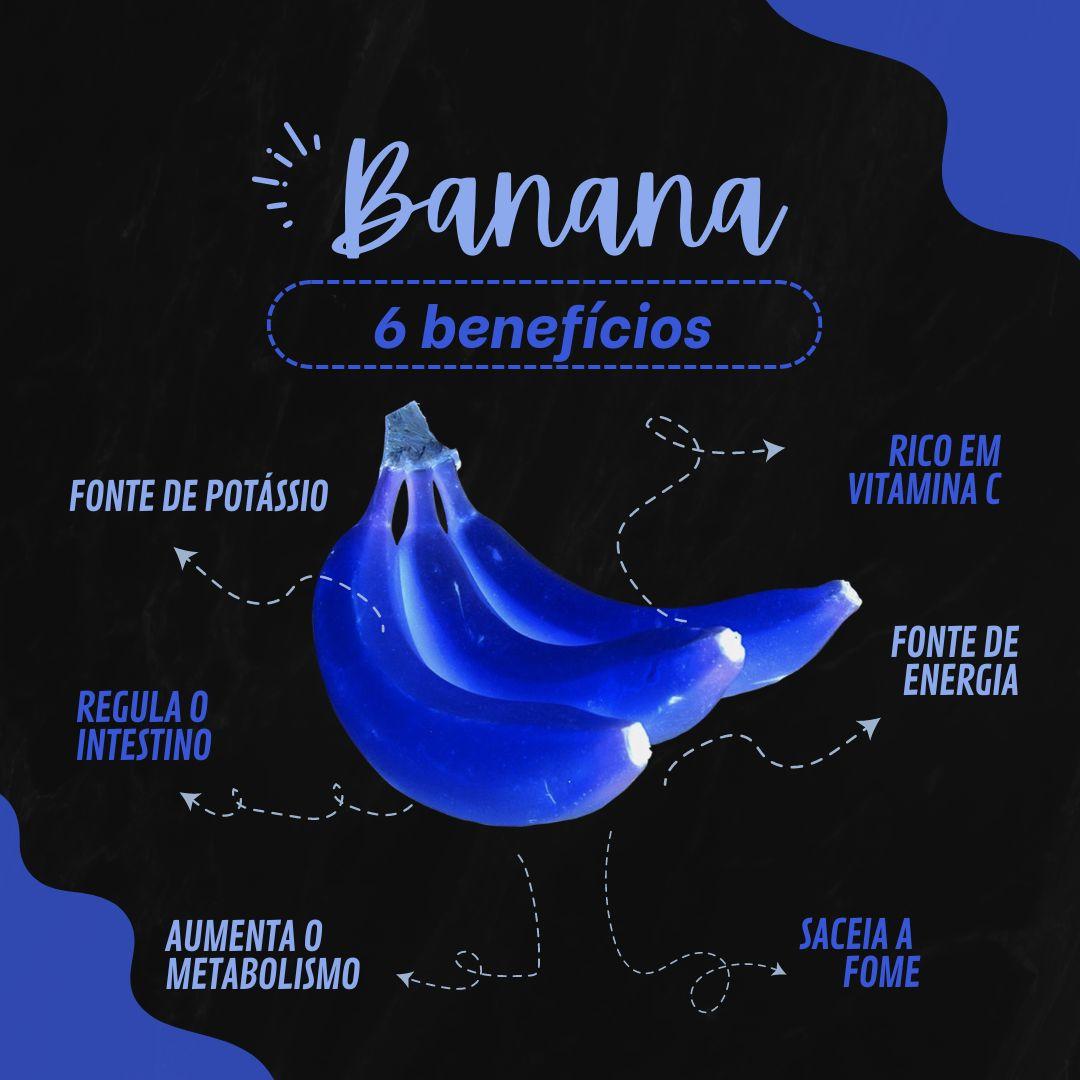 Banana
6 benefícios
FONTE DE POTÁSSIO
RICO EM
VITAMINA C
REGULA O
INTESTINO
FONTE DE
ENERGIA
AUMENTA O
METABOLISMO
SACEIA A
FOME